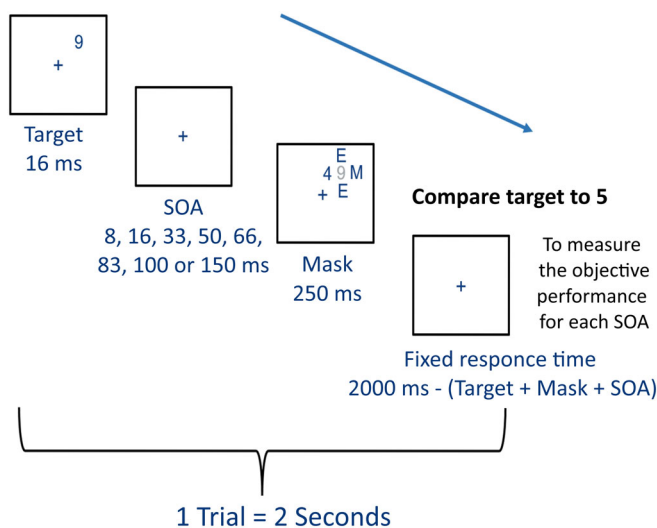 9
+
Target
16 ms
+
SOA
8, 16, 33, 50, 66,
83, 100 or 150 ms
E
4 9 M
+ E
Mask
250 ms
Compare target to 5
+
To measure
the objective
performance
for each SOA
Fixed responce time
2000 ms - (Target + Mask + SOA)
1 Trial = 2 Seconds